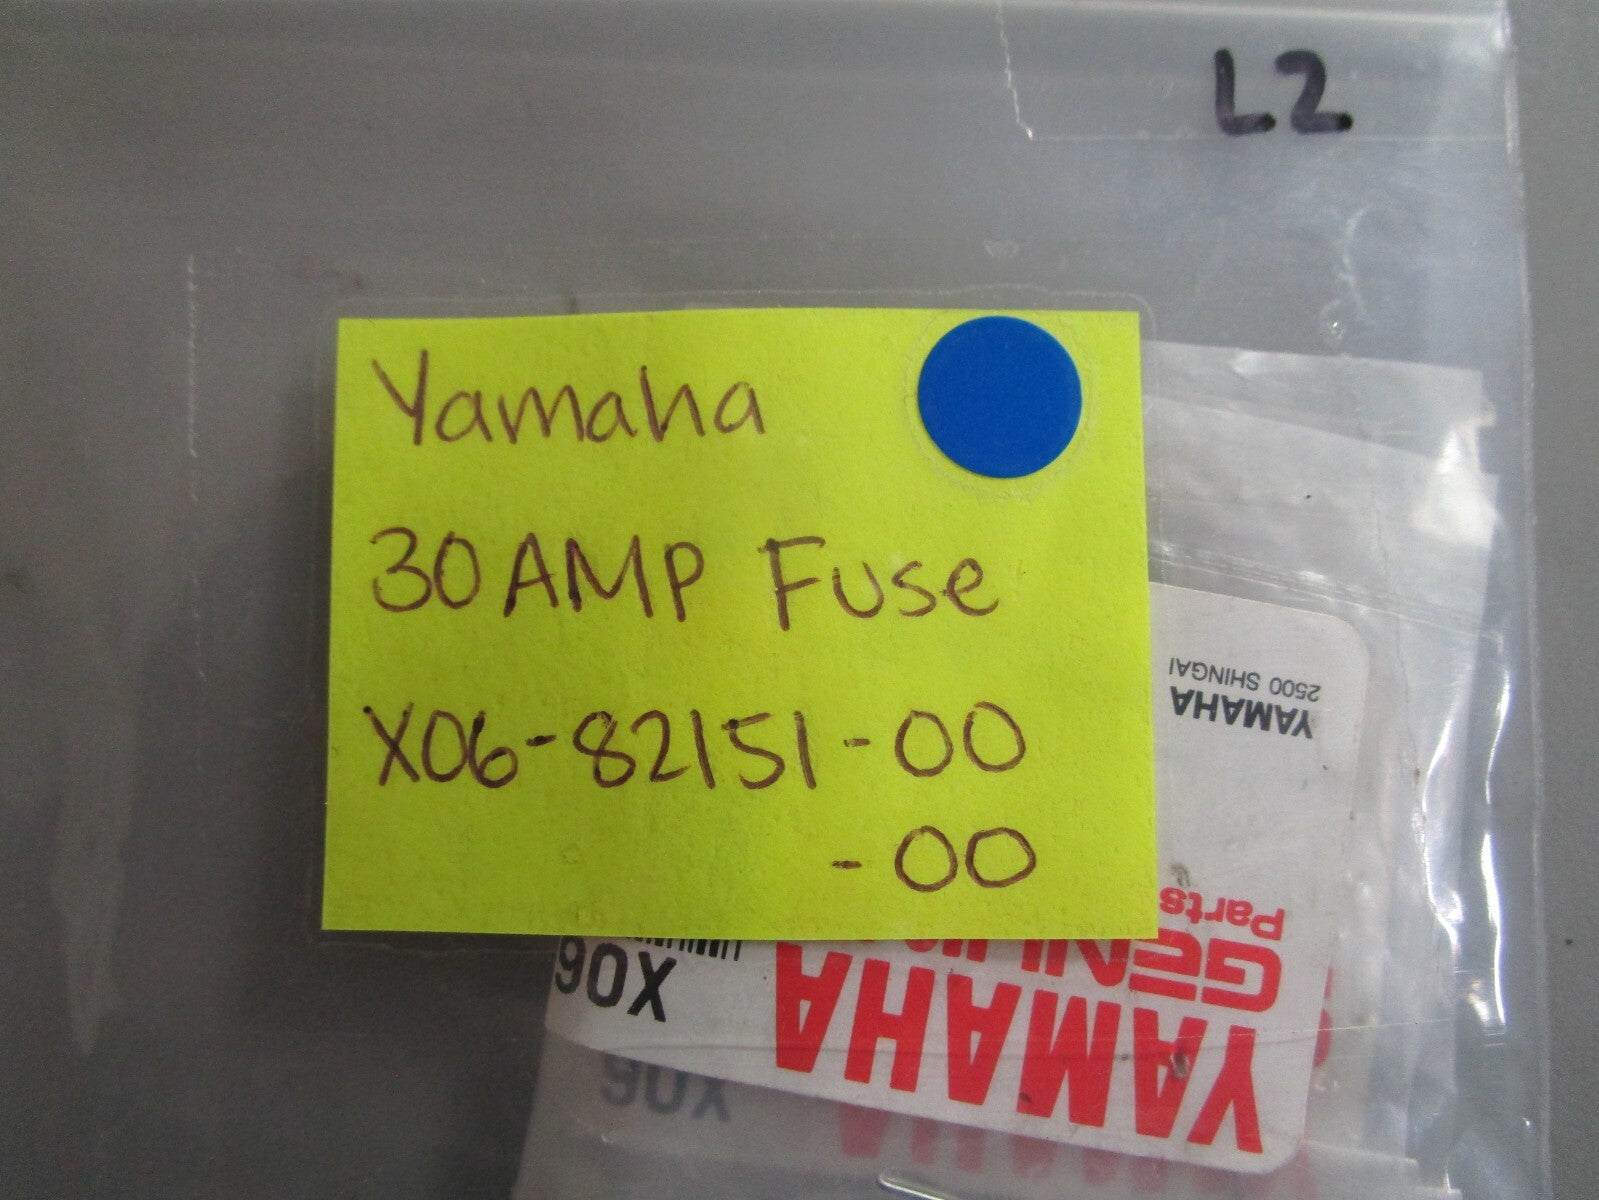 L2
Yamaha
30 AMP Fuse
X06-82151-00
-00
YAMAHA
2500 SHINGAI
YAMAHA
GENUINE
Parts
X06
X06